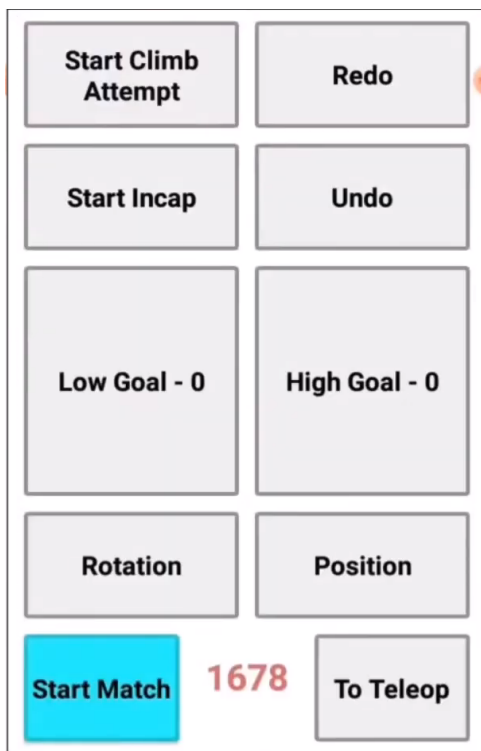 Start Climb
Attempt
Redo
Start Incap
Undo
Low Goal - 0
High Goal - 0
Rotation
Position
Start Match
1678
To Teleop